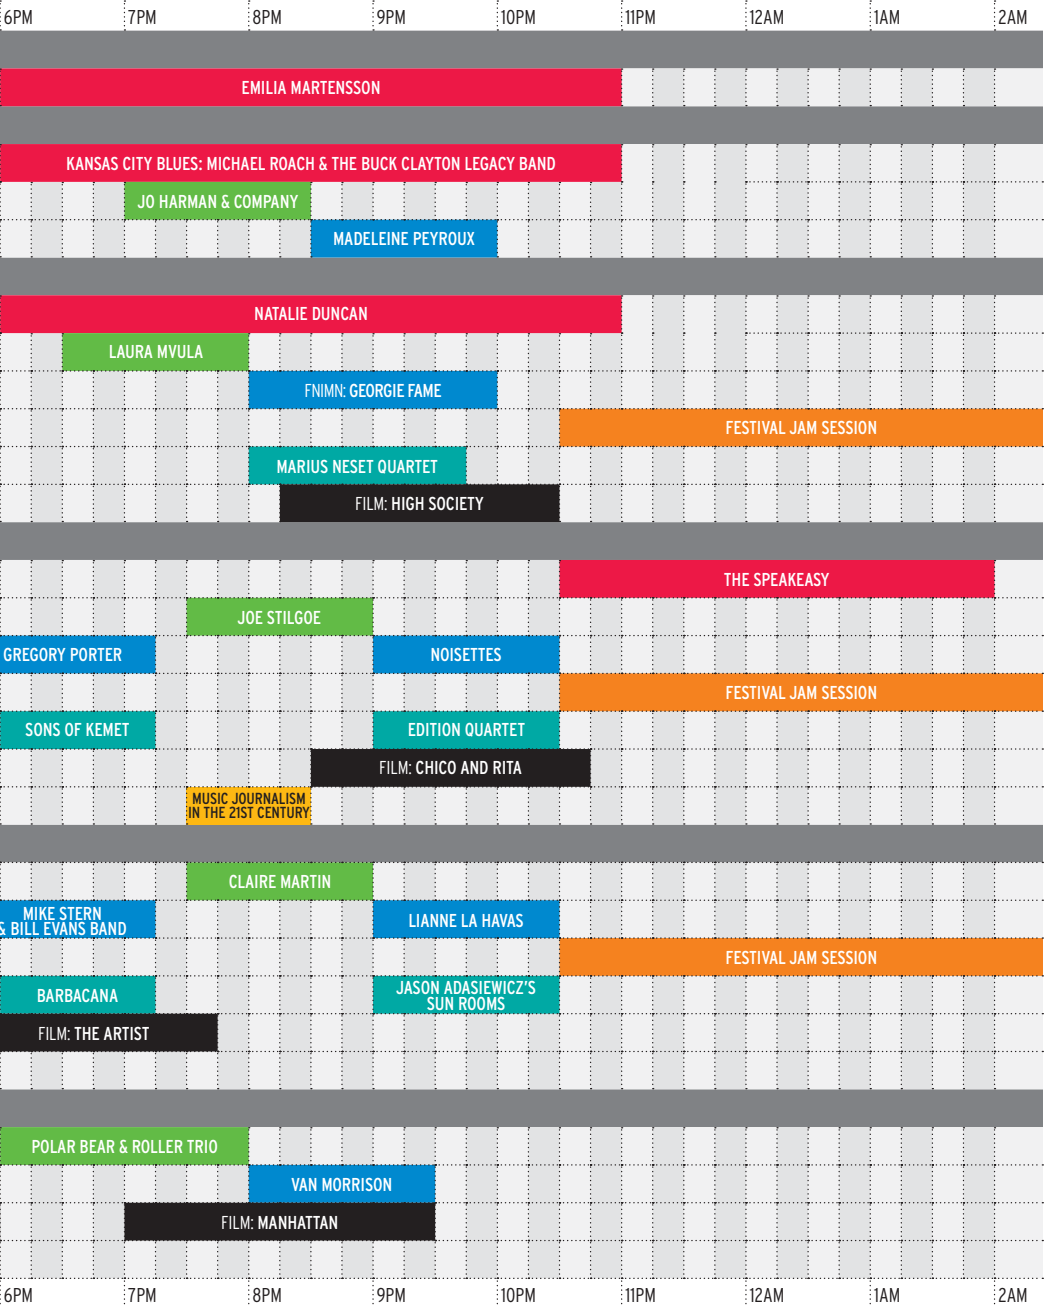 6PM 7PM 8PM 9PM 10PM 11PM 12AM 1AM 2AM
EMILIA MARTENSSON
KANSAS CITY BLUES: MICHAEL ROACH & THE BUCK CLAYTON LEGACY BAND
JO HARMAN & COMPANY
MADELEINE PEYROUX
NATALIE DUNCAN
LAURA MVULA
FNIMN: GEORGIE FAME
FESTIVAL JAM SESSION
MARIUS NESET QUARTET
FILM: HIGH SOCIETY
THE SPEAKEASY
JOE STILGOE
GREGORY PORTER NOISETTES
FESTIVAL JAM SESSION
SONS OF KEMET EDITION QUARTET
FILM: CHICO AND RITA
MUSIC JOURNALISM
IN THE 21ST CENTURY
CLAIRE MARTIN
MIKE STERN
& BILL EVANS BAND
LIANNE LA HAVAS
FESTIVAL JAM SESSION
BARBACANA
JASON ADASIEWICZ'S
SUN ROOMS
FILM: THE ARTIST
POLAR BEAR & ROLLER TRIO
VAN MORRISON
FILM: MANHATTAN
6PM 7PM 8PM 9PM 10PM 11PM 12AM 1AM 2AM